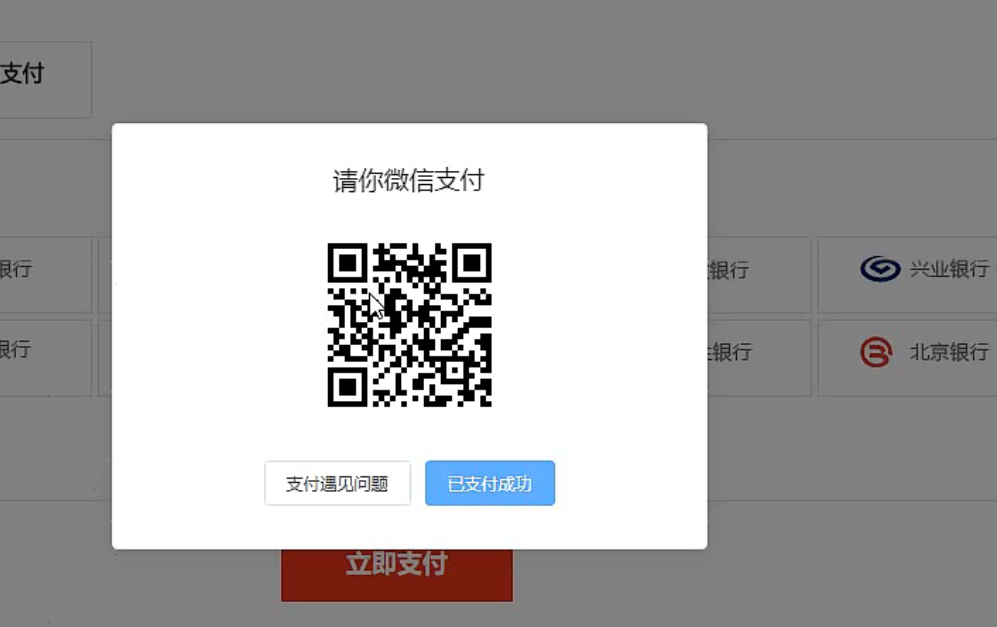 支付
请你微信支付
银行
银行
兴业银行
银行
银行
北京银行
支付遇见问题
已支付成功
立即支付